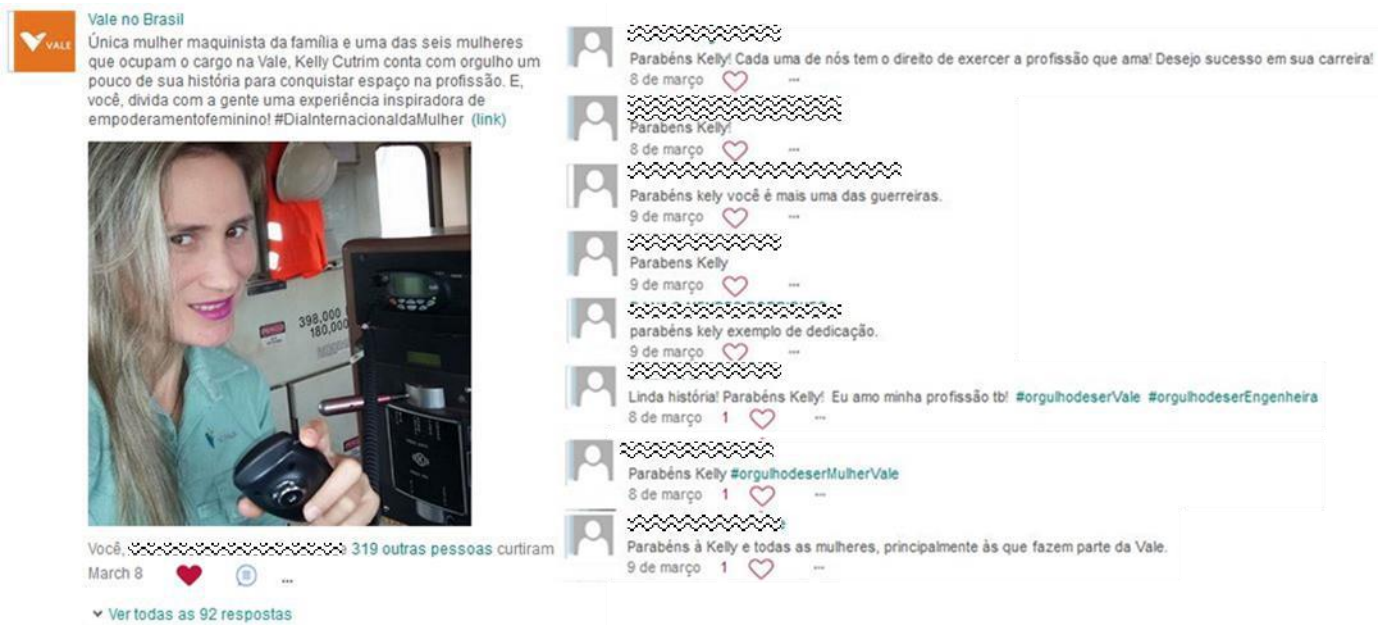 VALE
Vale no Brasil
Única mulher maquinista da família e uma das seis mulheres
que ocupam o cargo na Vale, Kelly Cutrim conta com orgulho um
pouco de sua história para conquistar espaço na profissão. E,
você, divida com a gente uma experiência inspiradora de
empoderamentofeminino! #DiaInternacionaldaMulher (link)
398,000
180,000
Você,
319 outras pessoas curtiram
March 8
...
Ver todas as 92 respostas
Parabéns Kelly! Cada uma de nós tem o direito de exercer a profissão que ama! Desejo sucesso em sua carreira!
8 de março ...
Parabens Kelly!
8 de março ...
Parabéns kely você é mais uma das guerreiras.
9 de março ...
Parabens Kelly
9 de março ...
parabéns kely exemplo de dedicação.
9 de março ...
Linda história! Parabéns Kelly! Eu amo minha profissão tb! #orgulhodeserVale #orgulhodeserEngenheira
8 de março 1 ...
Parabéns Kelly #orgulhodeserMulherVale
8 de março 1 ...
Parabéns à Kelly e todas as mulheres, principalmente às que fazem parte da Vale.
9 de março 1 ...